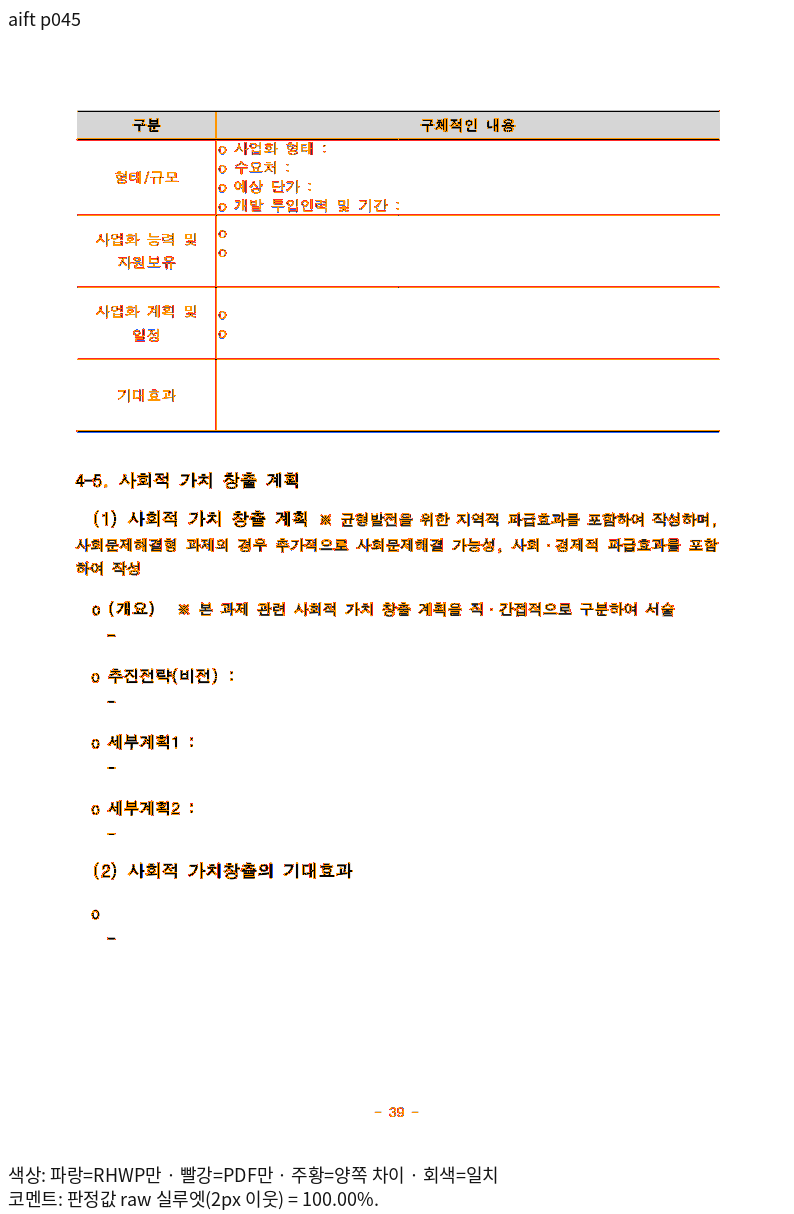 aift p045
구분 구체적인 내용
형태/규모
o 사업화 형태 :
o 수요처 :
o 예상 단가 :
o 개발 투입인력 및 기간 :
사업화 능력 및
자원보유
o
o
사업화 계획 및
일정
o
o
기대효과
4-5. 사회적 가치 창출 계획
(1) 사회적 가치 창출 계획 ※ 균형발전을 위한 지역적 파급효과를 포함하여 작성하며,
사회문제해결형 과제의 경우 추가적으로 사회문제해결 가능성, 사회·경제적 파급효과를 포함
하여 작성
o (개요) ※ 본 과제 관련 사회적 가치 창출 계획을 직·간접적으로 구분하여 서술
-
o 추진전략(비전) :
-
o 세부계획1 :
-
o 세부계획2 :
-
(2) 사회적 가치창출의 기대효과
o
-
- 39 -
색상: 파랑=RHWP만 · 빨강=PDF만 · 주황=양쪽 차이 · 회색=일치
코멘트: 판정값 raw 실루엣(2px 이웃) = 100.00%.